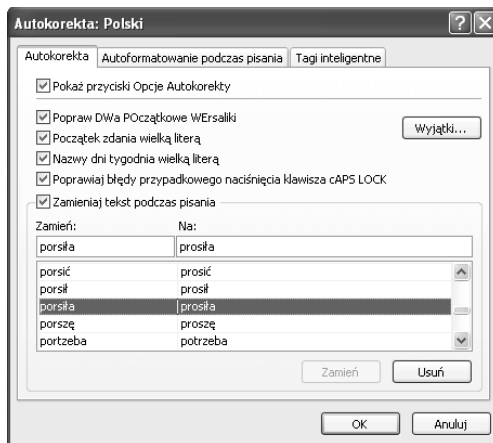 Autokorekta: Polski
Autokorekta Autoformatowanie podczas pisania Tagi inteligentne
Pokaż przyciski Opcje Autokorekty
Popraw DWa POczątkowe WErsaliki
Wyjątki...
Początek zdania wielką literą
Nazwy dni tygodnia wielką literą
Poprawiaj błędy przypadkowego naciśnięcia klawisza cAPS LOCK
Zamieniaj tekst podczas pisania
Zamień: Na:
porsiła prosiła
porsić prosić
porsił prosił
porsiła prosiła
porszę proszę
portzeba potrzeba
Zamień Usuń
OK Anuluj